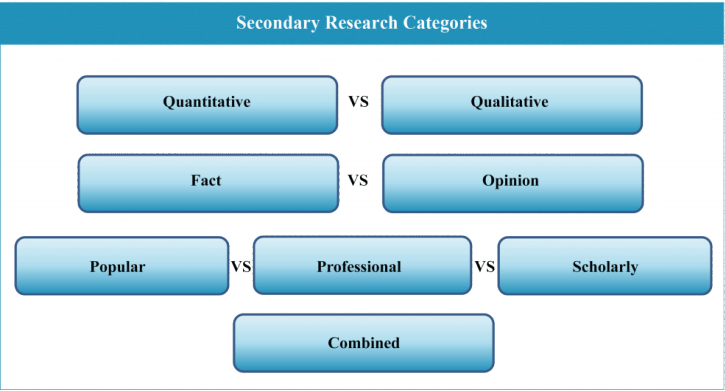 Secondary Research Categories
Quantitative VS Qualitative
Fact VS Opinion
Popular VS Professional VS Scholarly
Combined